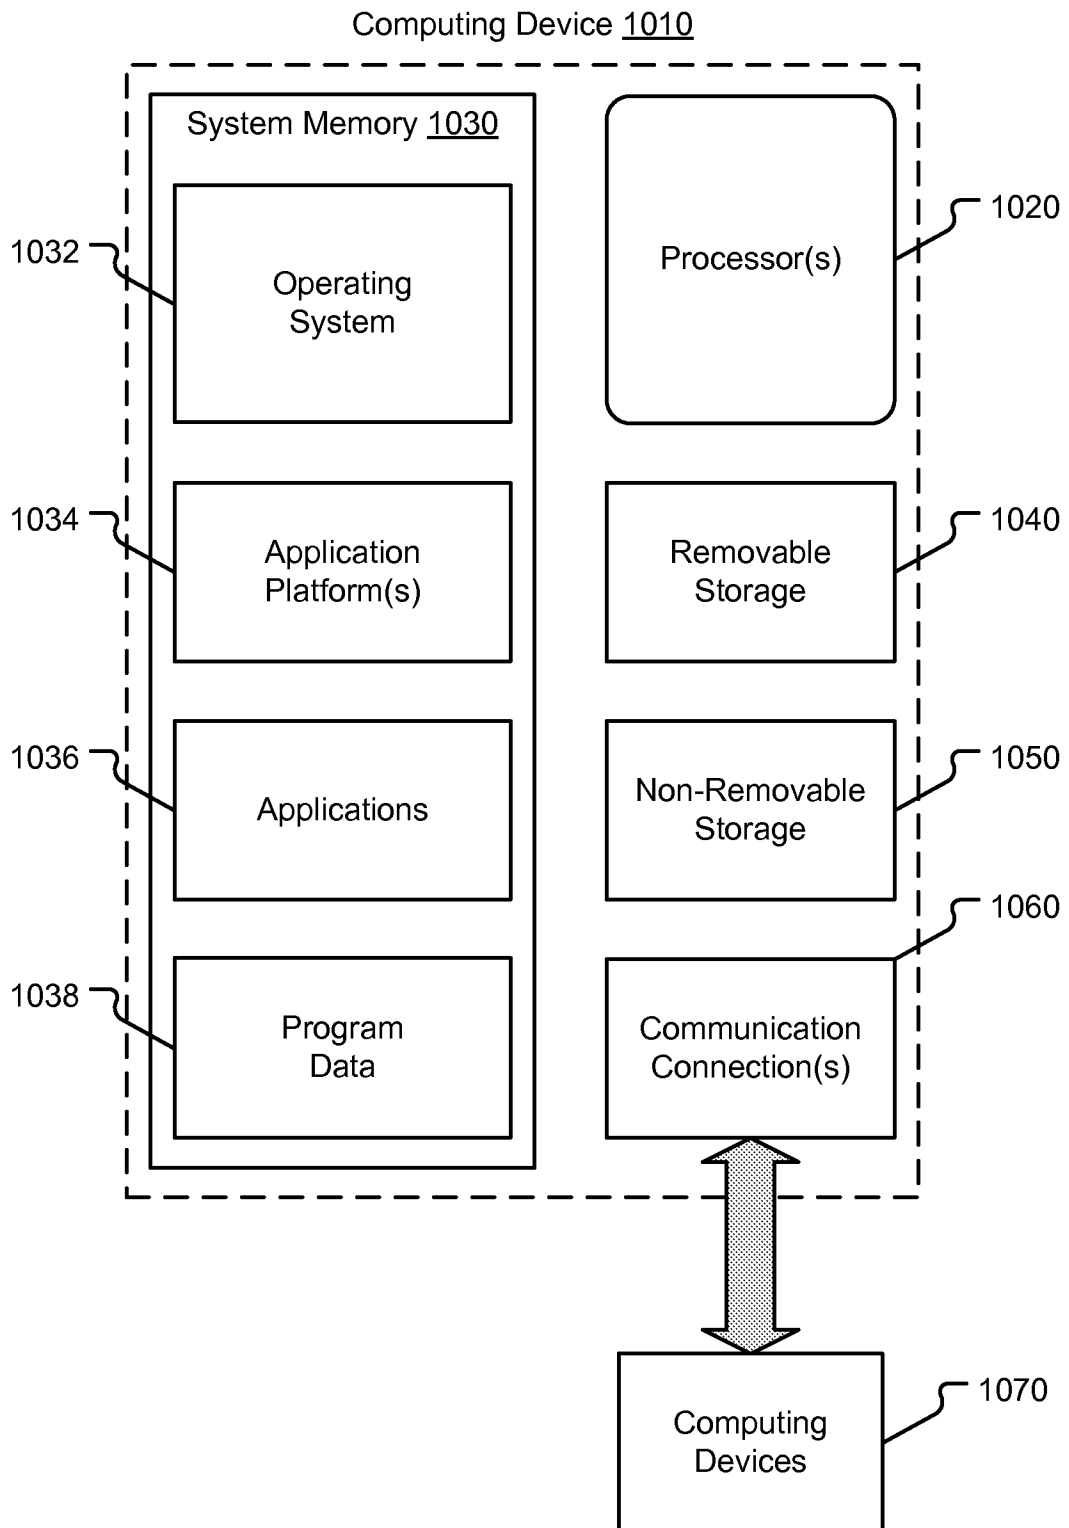 Computing Device 1010
System Memory 1030
1032
Operating
System
1034
Application
Platform(s)
1036
Applications
1038
Program
Data
Processor(s)
1020
Removable
Storage
1040
Non-Removable
Storage
1050
Communication
Connection(s)
1060
Computing
Devices
1070